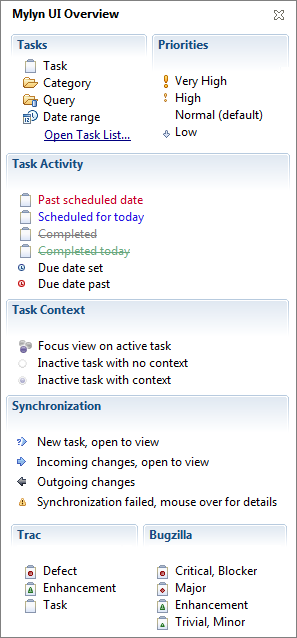 Mylyn UI Overview
Tasks
Task
Category
Query
Date range
Open Task List...
Priorities
Very High
High
Normal (default)
Low
Task Activity
Past scheduled date
Scheduled for today
Completed
Completed today
Due date set
Due date past
Task Context
Focus view on active task
Inactive task with no context
Inactive task with context
Synchronization
New task, open to view
Incoming changes, open to view
Outgoing changes
Synchronization failed, mouse over for details
Trac
Defect
Enhancement
Task
Bugzilla
Critical, Blocker
Major
Enhancement
Trivial, Minor